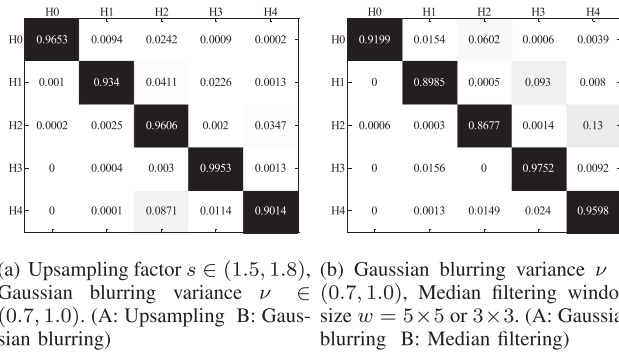 H0 H1 H2 H3 H4
H0 0.9653 0.0094 0.0242 0.0009 0.0002
H1 0.001 0.934 0.0411 0.0226 0.0013
H2 0.0002 0.0025 0.9606 0.002 0.0347
H3 0 0.0004 0.003 0.9953 0.0013
H4 0 0.0001 0.0871 0.0114 0.9014
(a) Upsampling factor s ∈ (1.5, 1.8),
Gaussian blurring variance ν ∈
(0.7, 1.0). (A: Upsampling B: Gaus-
sian blurring)
H0 H1 H2 H3 H4
H0 0.9199 0.0154 0.0602 0.0006 0.0039
H1 0 0.8985 0.0005 0.093 0.008
H2 0.0006 0.0003 0.8677 0.0014 0.13
H3 0 0.0156 0 0.9752 0.0092
H4 0 0.0013 0.0149 0.024 0.9598
(b) Gaussian blurring variance ν
(0.7, 1.0), Median filtering windo
size w = 5×5 or 3×3. (A: Gaussia
blurring B: Median filtering)